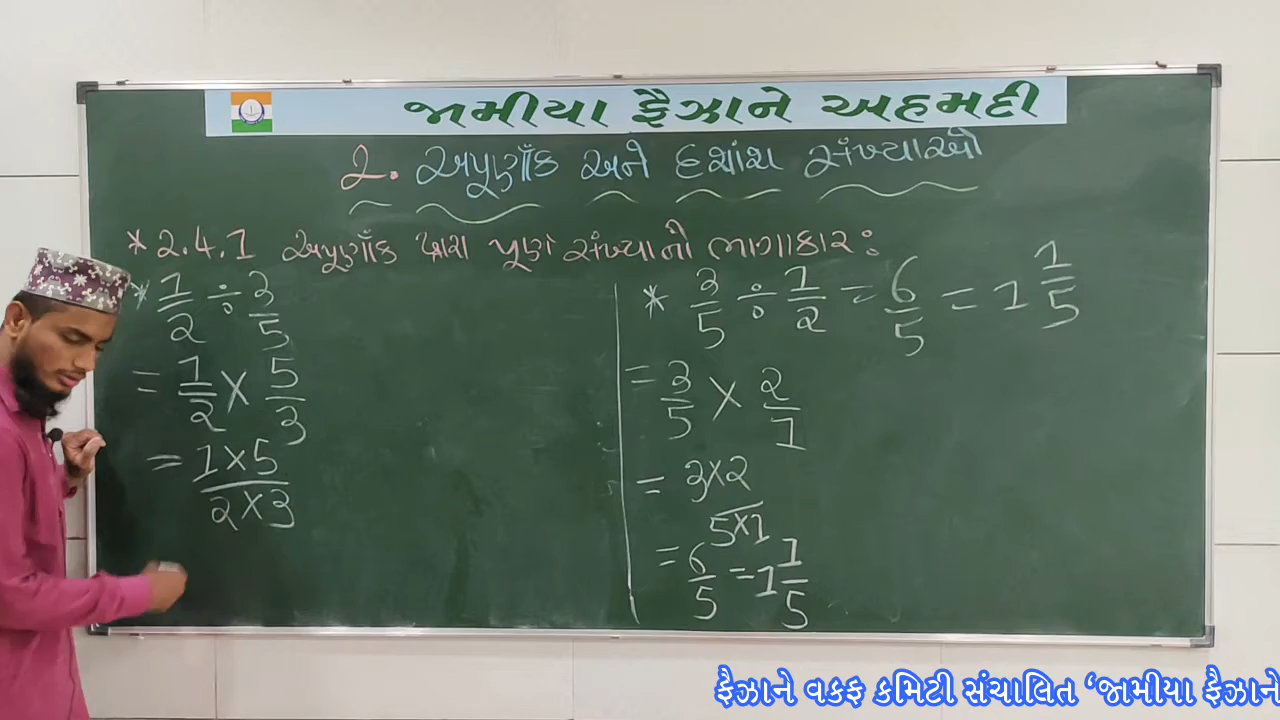 જામીયા ફૈઝાને અહમદી
2. અપૂર્ણાંક અને દશાંશ સંખ્યાઓ
* 2.4.1 અપૂર્ણાંક દ્વારા પૂર્ણ સંખ્યાનો ભાગાકાર :
* 1/2 ÷ 3/5
= 1/2 × 5/3
= 1×5 / 2×3
* 3/5 ÷ 1/2 = 6/5 = 1 1/5
= 3/5 × 2/1
= 3×2 / 5×1
= 6/5 = 1 1/5
ફૈઝાને વકફ કમિટી સંચાલિત ‘જામીયા ફૈઝાને